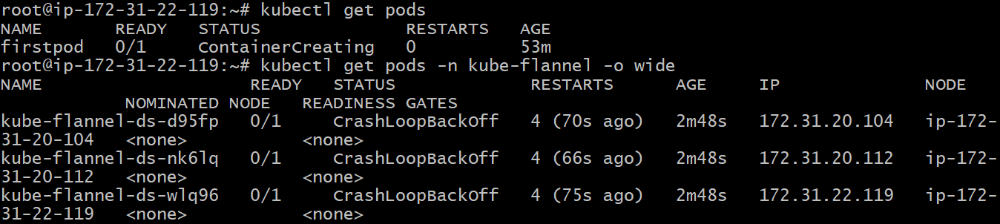 root@ip-172-31-22-119:~# kubectl get pods
NAME       READY   STATUS              RESTARTS   AGE
firstpod   0/1     ContainerCreating   0          53m
root@ip-172-31-22-119:~# kubectl get pods -n kube-flannel -o wide
NAME                    READY   STATUS             RESTARTS      AGE     IP              NODE
            NOMINATED NODE   READINESS GATES
kube-flannel-ds-d95fp   0/1     CrashLoopBackOff   4 (70s ago)   2m48s   172.31.20.104   ip-172-
31-20-104   <none>           <none>
kube-flannel-ds-nk6lq   0/1     CrashLoopBackOff   4 (66s ago)   2m48s   172.31.20.112   ip-172-
31-20-112   <none>           <none>
kube-flannel-ds-wlq96   0/1     CrashLoopBackOff   4 (75s ago)   2m48s   172.31.22.119   ip-172-
31-22-119   <none>           <none>